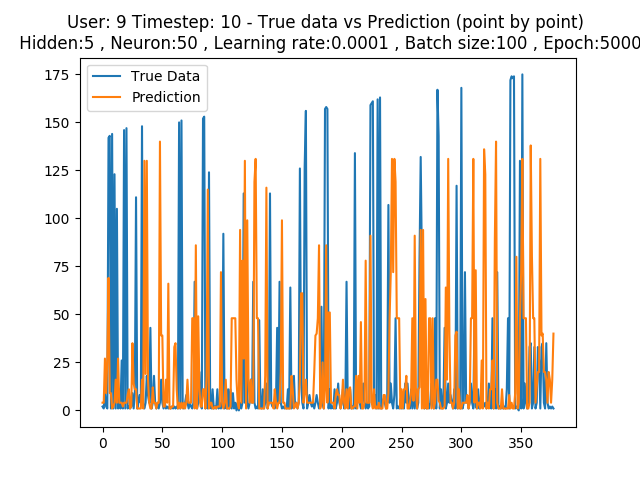 User: 9 Timestep: 10 - True data vs Prediction (point by point)
Hidden:5 , Neuron:50 , Learning rate:0.0001 , Batch size:100 , Epoch:5000
True Data
Prediction
175
150
125
100
75
50
25
0
0 50 100 150 200 250 300 350